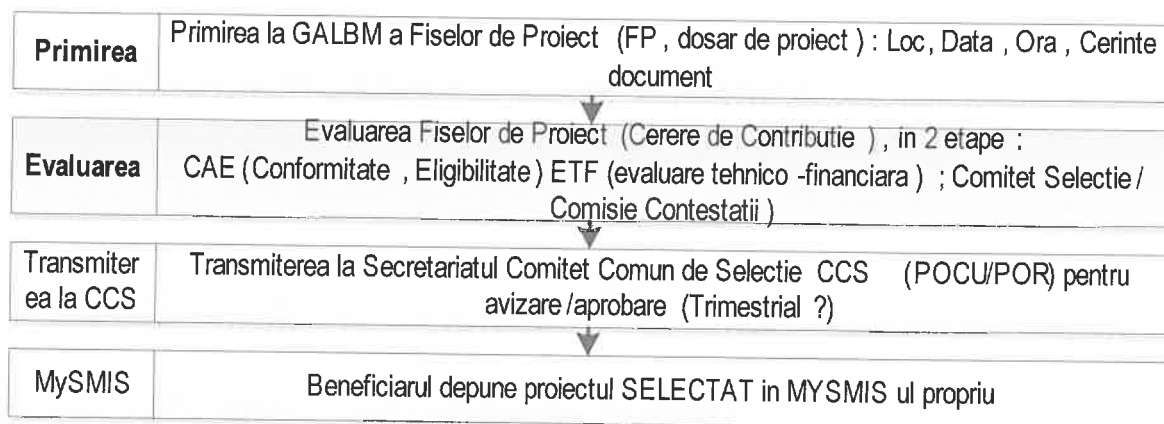 Primirea
Primirea la GALBM a Fiselor de Proiect (FP , dosar de proiect ) : Loc, Data , Ora , Cerinte
document
Evaluarea
Evaluarea Fiselor de Proiect (Cerere de Contributie ) , in 2 etape :
CAE (Conformitate , Eligibilitate) ETF (evaluare tehnico -financiara ) ; Comitet Selectie /
Comisie Contestatii )
Transmiter
ea la CCS
Transmiterea la Secretariatul Comitet Comun de Selectie CCS (POCU/POR) pentru
avizare /aprobare (Trimestrial ?)
MySMIS
Beneficiarul depune proiectul SELECTAT in MYSMIS ul propriu